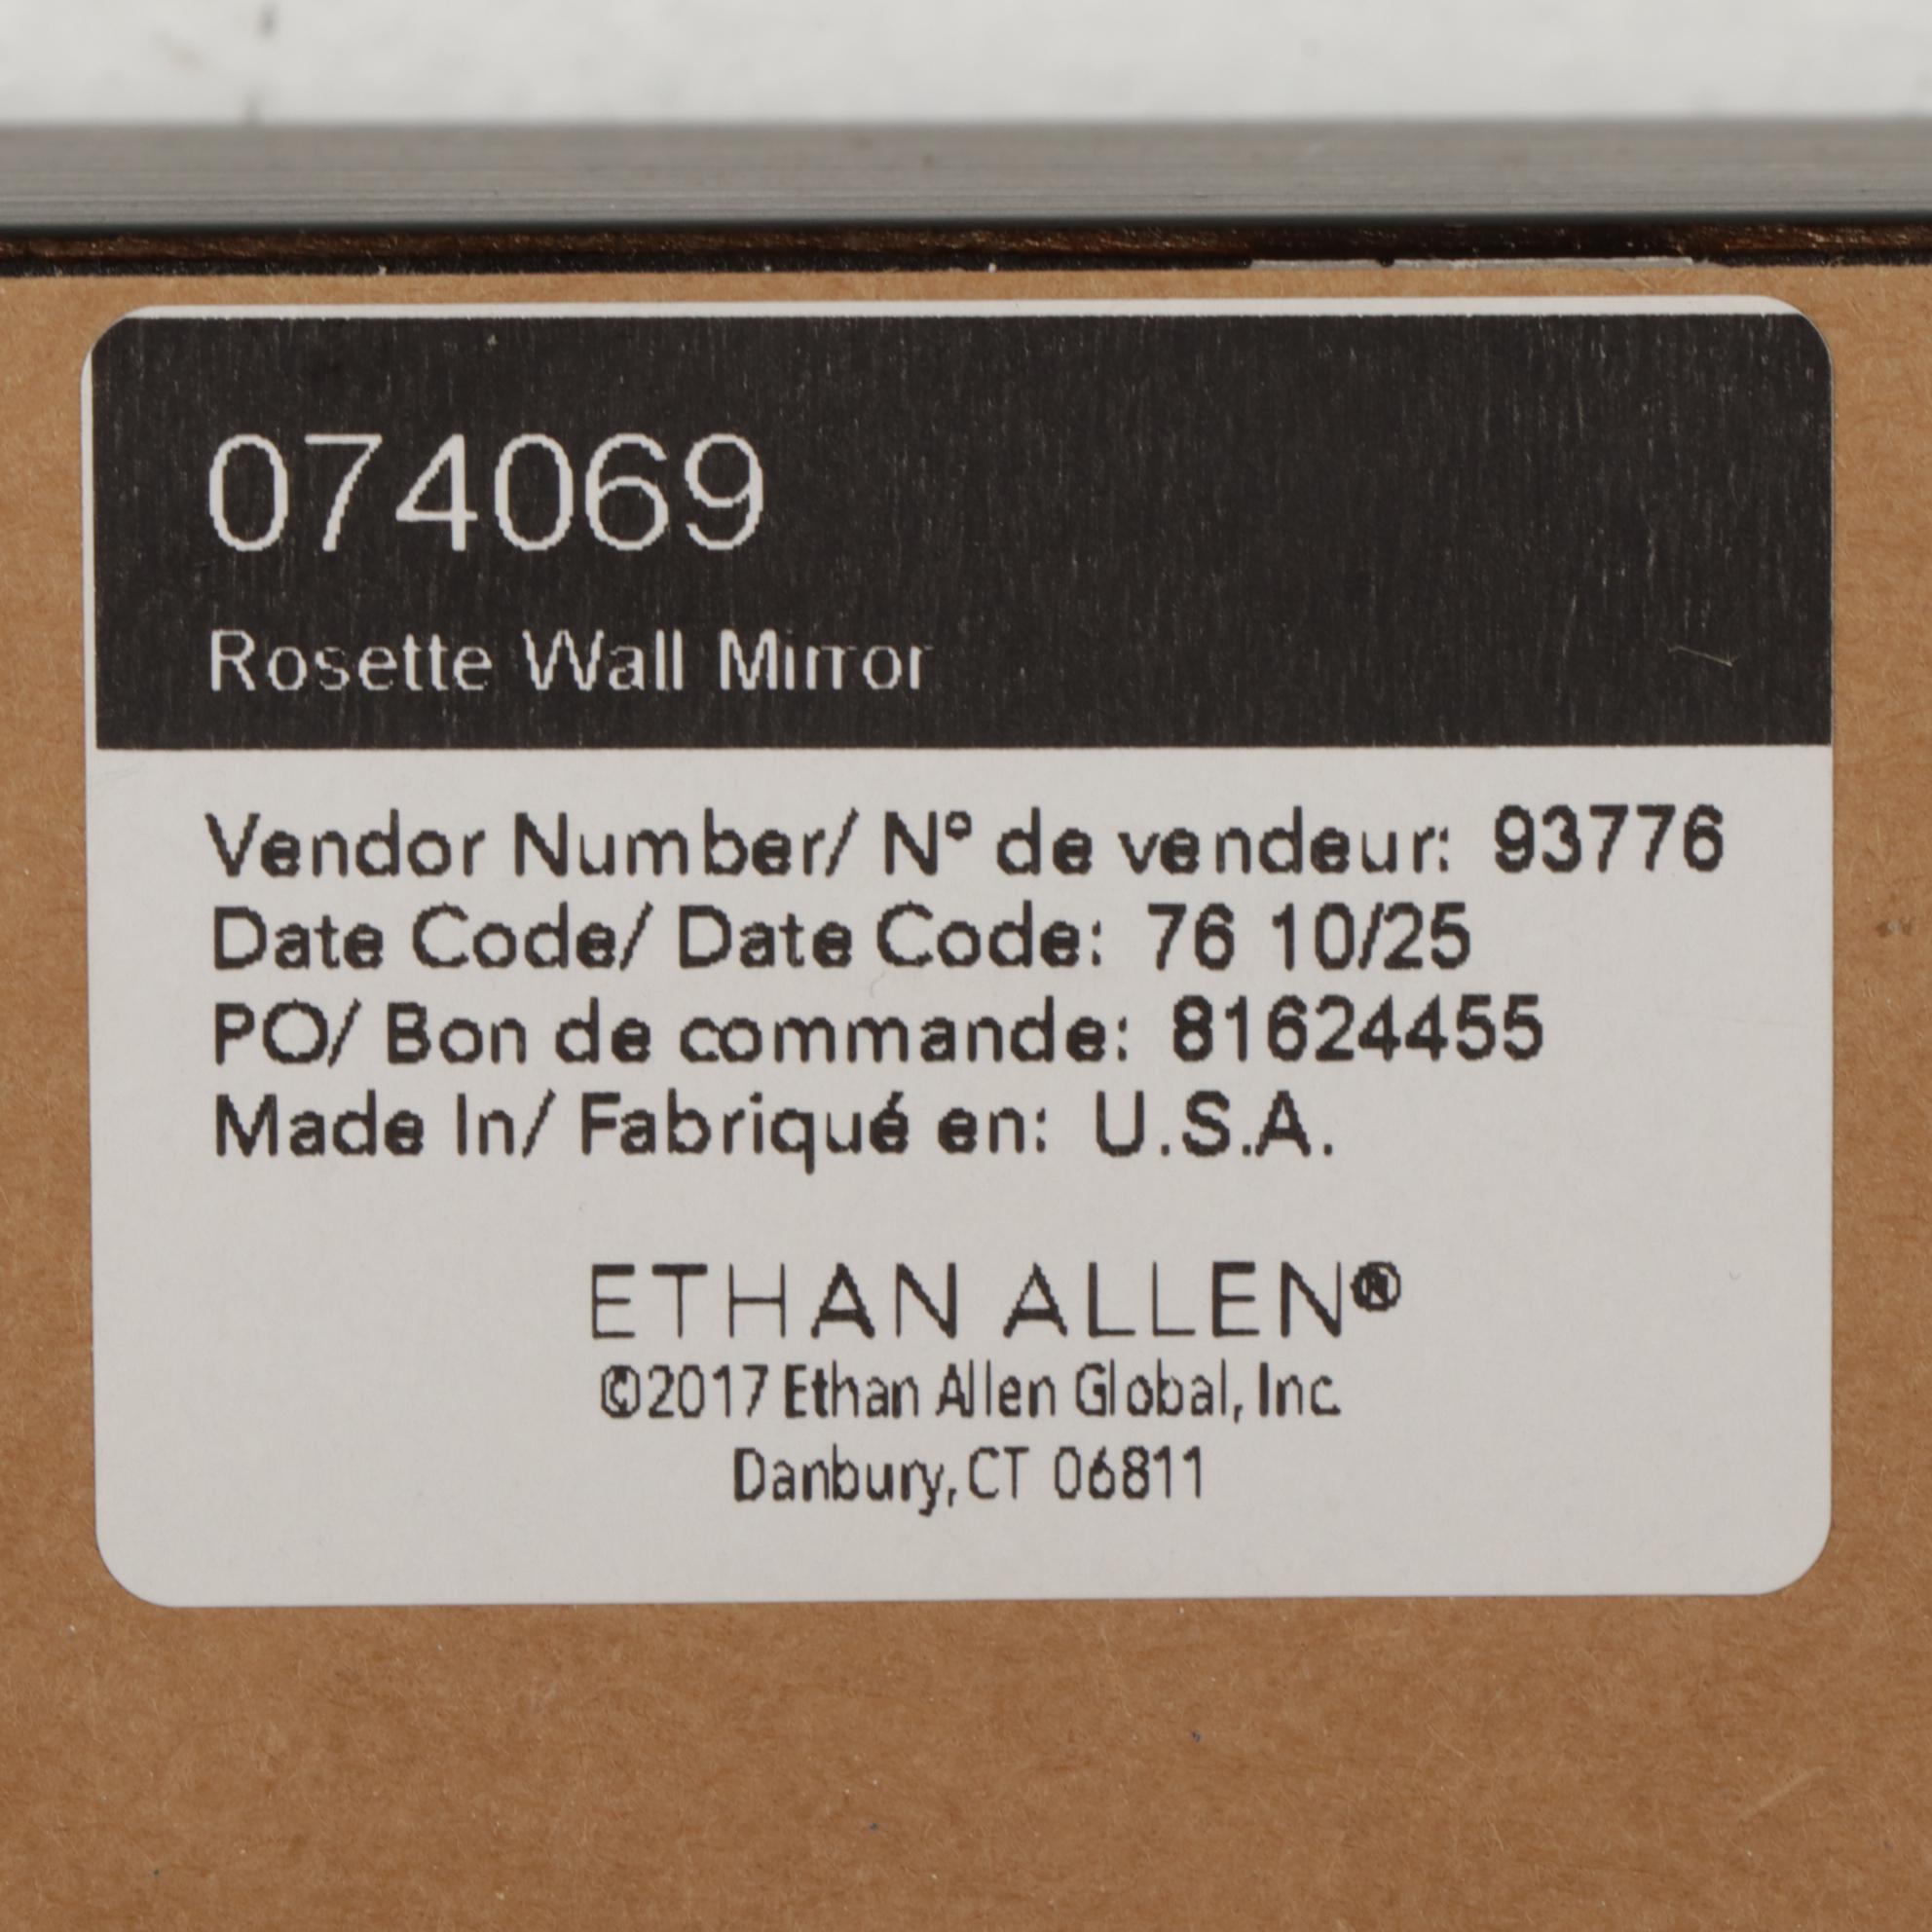 074069
Rosette Wall Mirror
Vendor Number/ N° de vendeur: 93776
Date Code/ Date Code: 76 10/25
PO/ Bon de commande: 81624455
Made In/ Fabriqué en: U.S.A.
ETHAN ALLEN®
©2017 Ethan Allen Global, Inc.
Danbury, CT 06811